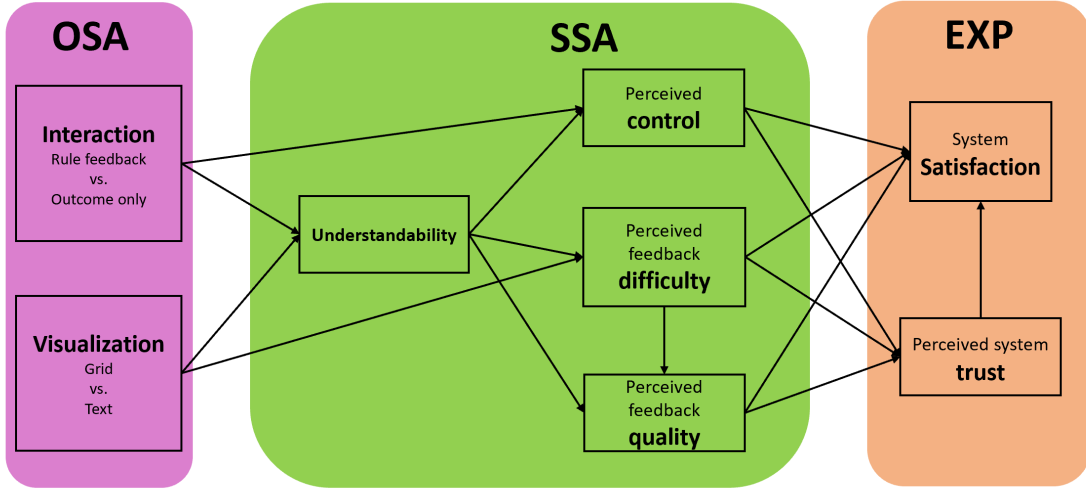 OSA
Interaction
Rule feedback
vs.
Outcome only
Visualization
Grid
vs.
Text
SSA
Understandability
Perceived
control
Perceived
feedback
difficulty
Perceived
feedback
quality
EXP
System
Satisfaction
Perceived system
trust